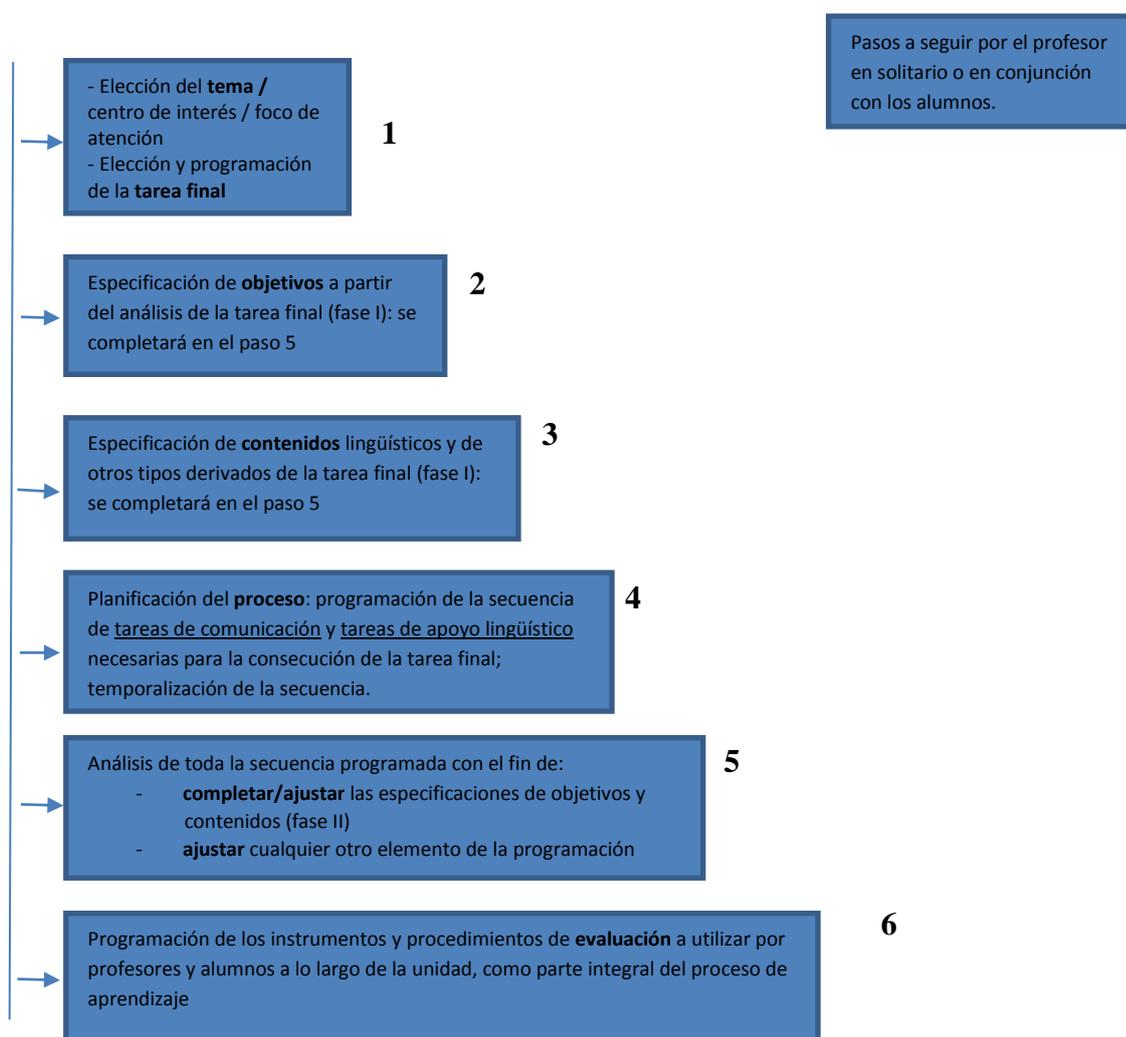 Pasos a seguir por el profesor
en solitario o en conjunción
con los alumnos.
- Elección del tema /
centro de interés / foco de
atención
- Elección y programación
de la tarea final
1
Especificación de objetivos a partir
del análisis de la tarea final (fase I): se
completará en el paso 5
2
Especificación de contenidos lingüísticos y de
otros tipos derivados de la tarea final (fase I):
se completará en el paso 5
3
Planificación del proceso: programación de la secuencia
de tareas de comunicación y tareas de apoyo lingüístico
necesarias para la consecución de la tarea final;
temporalización de la secuencia.
4
Análisis de toda la secuencia programada con el fin de:
- completar/ajustar las especificaciones de objetivos y
contenidos (fase II)
- ajustar cualquier otro elemento de la programación
5
Programación de los instrumentos y procedimientos de evaluación a utilizar por
profesores y alumnos a lo largo de la unidad, como parte integral del proceso de
aprendizaje
6